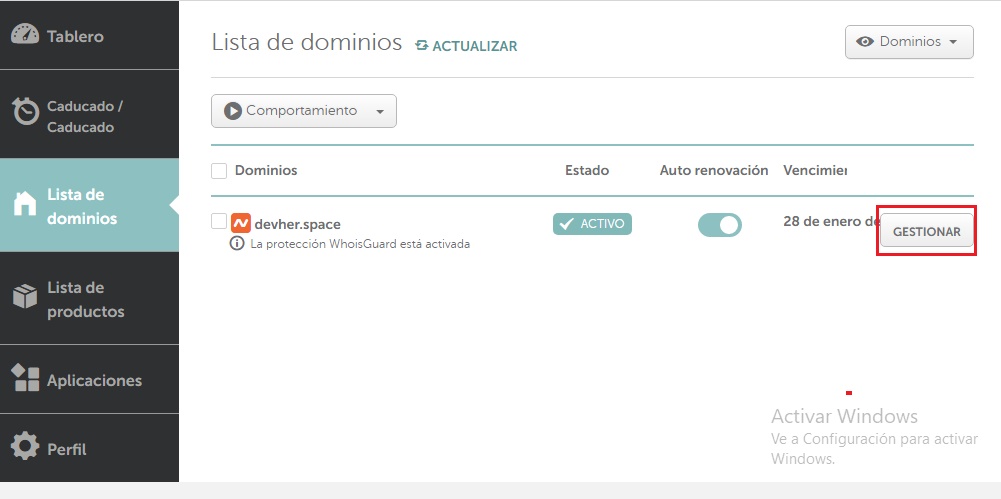 Tablero
Caducado /
Caducado
Lista de
dominios
Lista de
productos
Aplicaciones
Perfil
Lista de dominios ACTUALIZAR
Dominios
Comportamiento
Dominios Estado Auto renovación Vencimier
devher.space ACTIVO 28 de enero de GESTIONAR
La protección WhoisGuard está activada
Activar Windows
Ve a Configuración para activar
Windows.